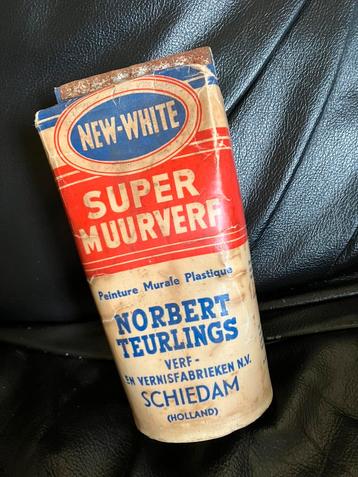 NEW-WHITE
SUPER
MUURVERF
Peinture Murale Plastique
NORBERT
TEURLINGS
VERF-
EN VERNISFABRIEKEN N.V.
SCHIEDAM
(HOLLAND)